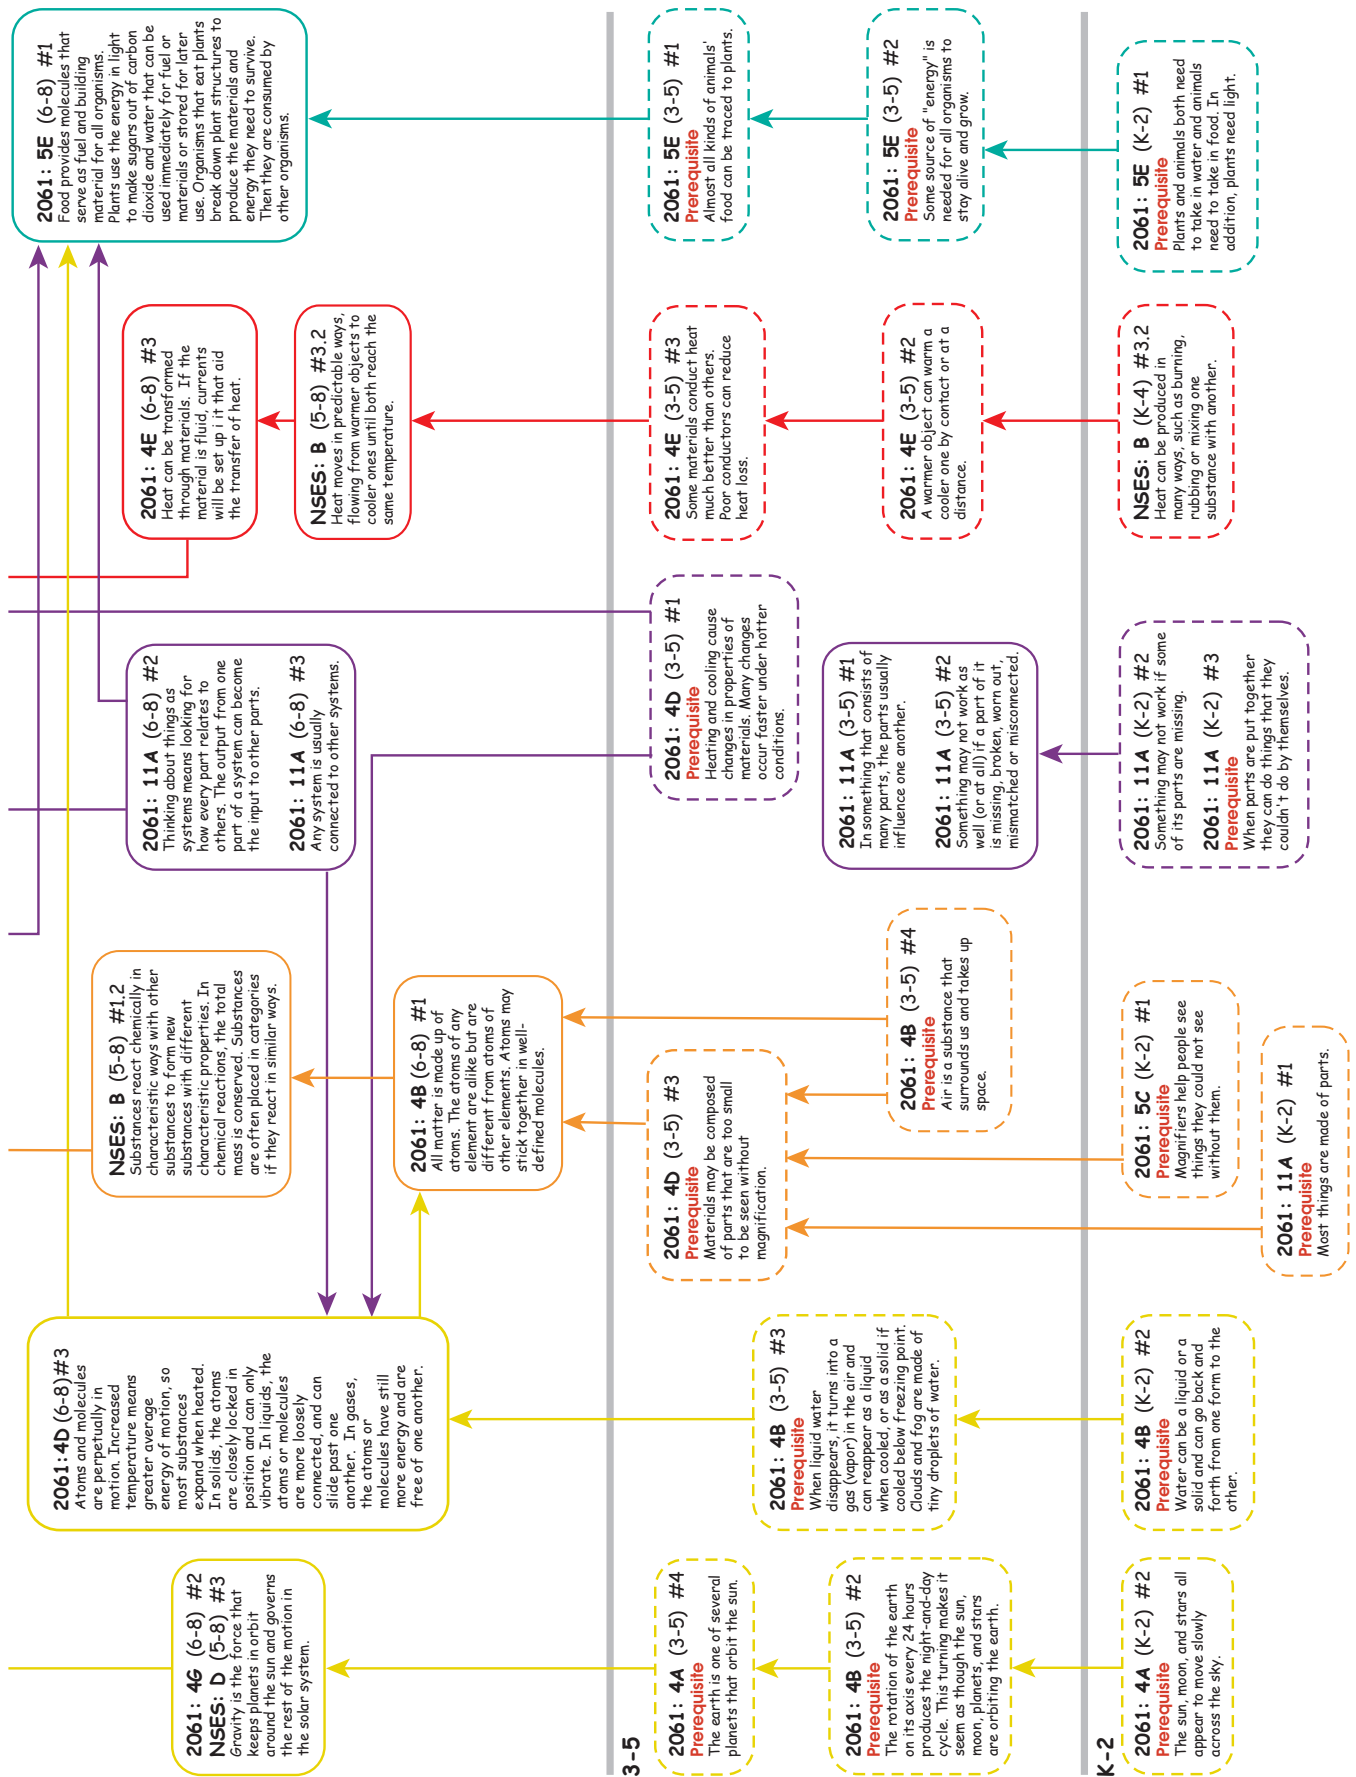 2061: 4G (6-8) #2
NSES: D (5-8) #3
Gravity is the force that
keeps planets in orbit
around the sun and governs
the rest of the motion in
the solar system.
2061:4D (6-8)#3
Atoms and molecules
are perpetually in
motion. Increased
temperature means
greater average
energy of motion, so
most substances
expand when heated.
In solids, the atoms
are closely locked in
position and can only
vibrate. In liquids, the
atoms or molecules
are more loosely
connected, and can
slide past one
another. In gases,
the atoms or
molecules have still
more energy and are
free of one another.
NSES: B (5-8) #1.2
Substances react chemically in
characteristic ways with other
substances to form new
substances with different
characteristic properties. In
chemical reactions, the total
mass is conserved. Substances
are often placed in categories
if they react in similar ways.
2061: 4B (6-8) #1
All matter is made up of
atoms. The atoms of any
element are alike but are
different from atoms of
other elements. Atoms may
stick together in well-
defined molecules.
2061: 11A (6-8) #2
Thinking about things as
systems means looking for
how every part relates to
others. The output from one
part of a system can become
the input to other parts.
2061: 11A (6-8) #3
Any system is usually
connected to other systems.
2061: 4E (6-8) #3
Heat can be transformed
through materials. If the
material is fluid, currents
will be set up i it that aid
the transfer of heat.
NSES: B (5-8) #3.2
Heat moves in predictable ways,
flowing from warmer objects to
cooler ones until both reach the
same temperature.
2061: 5E (6-8) #1
Food provides molecules that
serve as fuel and building
material for all organisms.
Plants use the energy in light
to make sugars out of carbon
dioxide and water that can be
used immediately for fuel or
materials or stored for later
use. Organisms that eat plants
break down plant structures to
produce the materials and
energy they need to survive.
Then they are consumed by
other organisms.
3-5
2061: 4A (3-5) #4
Prerequisite
The earth is one of several
planets that orbit the sun.
2061: 4B (3-5) #2
Prerequisite
The rotation of the earth
on its axis every 24 hours
produces the night-and-day
cycle. This turning makes it
seem as though the sun,
moon, planets, and stars
are orbiting the earth.
2061: 4B (3-5) #3
Prerequisite
When liquid water
disappears, it turns into a
gas (vapor) in the air and
can reappear as a liquid
when cooled, or as a solid if
cooled below freezing point.
Clouds and fog are made of
tiny droplets of water.
2061: 4D (3-5) #3
Prerequisite
Materials may be composed
of parts that are too small
to be seen without
magnification.
2061: 4B (3-5) #4
Prerequisite
Air is a substance that
surrounds us and takes up
space.
2061: 4D (3-5) #1
Prerequisite
Heating and cooling cause
changes in properties of
materials. Many changes
occur faster under hotter
conditions.
2061: 11A (3-5) #1
In something that consists of
many parts, the parts usually
influence one another.
2061: 11A (3-5) #2
Something may not work as
well (or at all) if a part of it
is missing, broken, worn out,
mismatched or misconnected.
2061: 4E (3-5) #3
Prerequisite
Some materials conduct heat
much better than others.
Poor conductors can reduce
heat loss.
2061: 4E (3-5) #2
Prerequisite
A warmer object can warm a
cooler one by contact or at a
distance.
2061: 5E (3-5) #1
Prerequisite
Almost all kinds of animals'
food can be traced to plants.
2061: 5E (3-5) #2
Prerequisite
Some source of "energy" is
needed for all organisms to
stay alive and grow.
K-2
2061: 4A (K-2) #2
Prerequisite
The sun, moon, and stars all
appear to move slowly
across the sky.
2061: 4B (K-2) #2
Prerequisite
Water can be a liquid or a
solid and can go back and
forth from one form to the
other.
2061: 5C (K-2) #1
Prerequisite
Magnifiers help people see
things they could not see
without them.
2061: 11A (K-2) #1
Prerequisite
Most things are made of parts.
2061: 11A (K-2) #2
Something may not work if some
of its parts are missing.
2061: 11A (K-2) #3
Prerequisite
When parts are put together
they can do things that they
couldn't do by themselves.
NSES: B (K-4) #3.2
Prerequisite
Heat can be produced in
many ways, such as burning,
rubbing or mixing one
substance with another.
2061: 5E (K-2) #1
Prerequisite
Plants and animals both need
to take in water and animals
need to take in food. In
addition, plants need light.